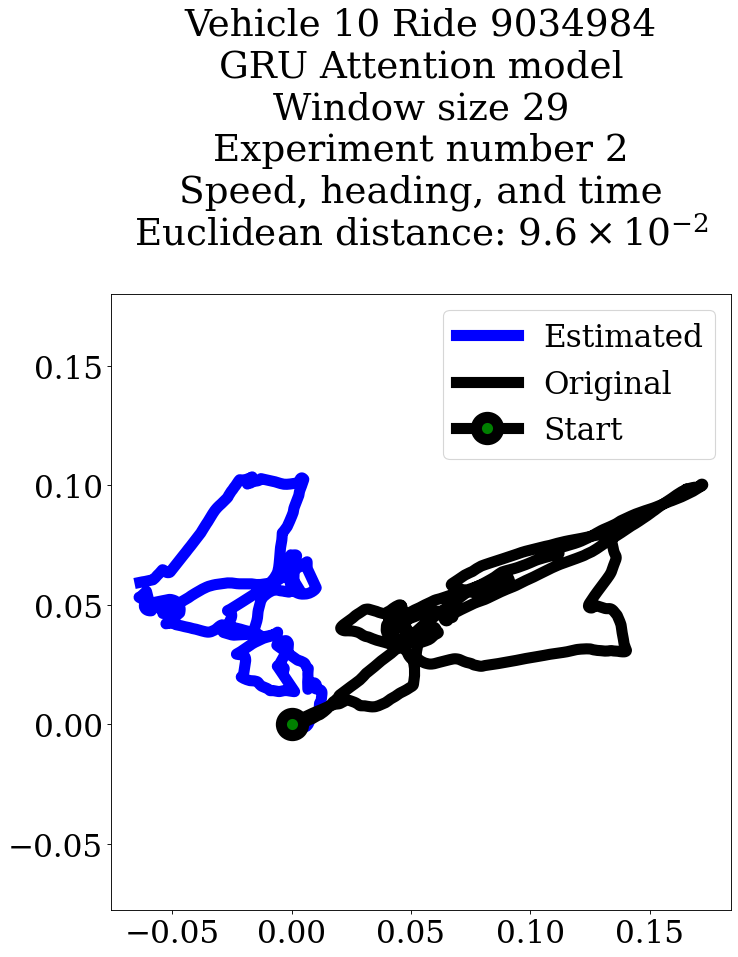 Vehicle 10 Ride 9034984
GRU Attention model
Window size 29
Experiment number 2
Speed, heading, and time
Euclidean distance: 9.6 × 10⁻²
Estimated
Original
Start
0.15
0.10
0.05
0.00
−0.05
−0.05 0.00 0.05 0.10 0.15